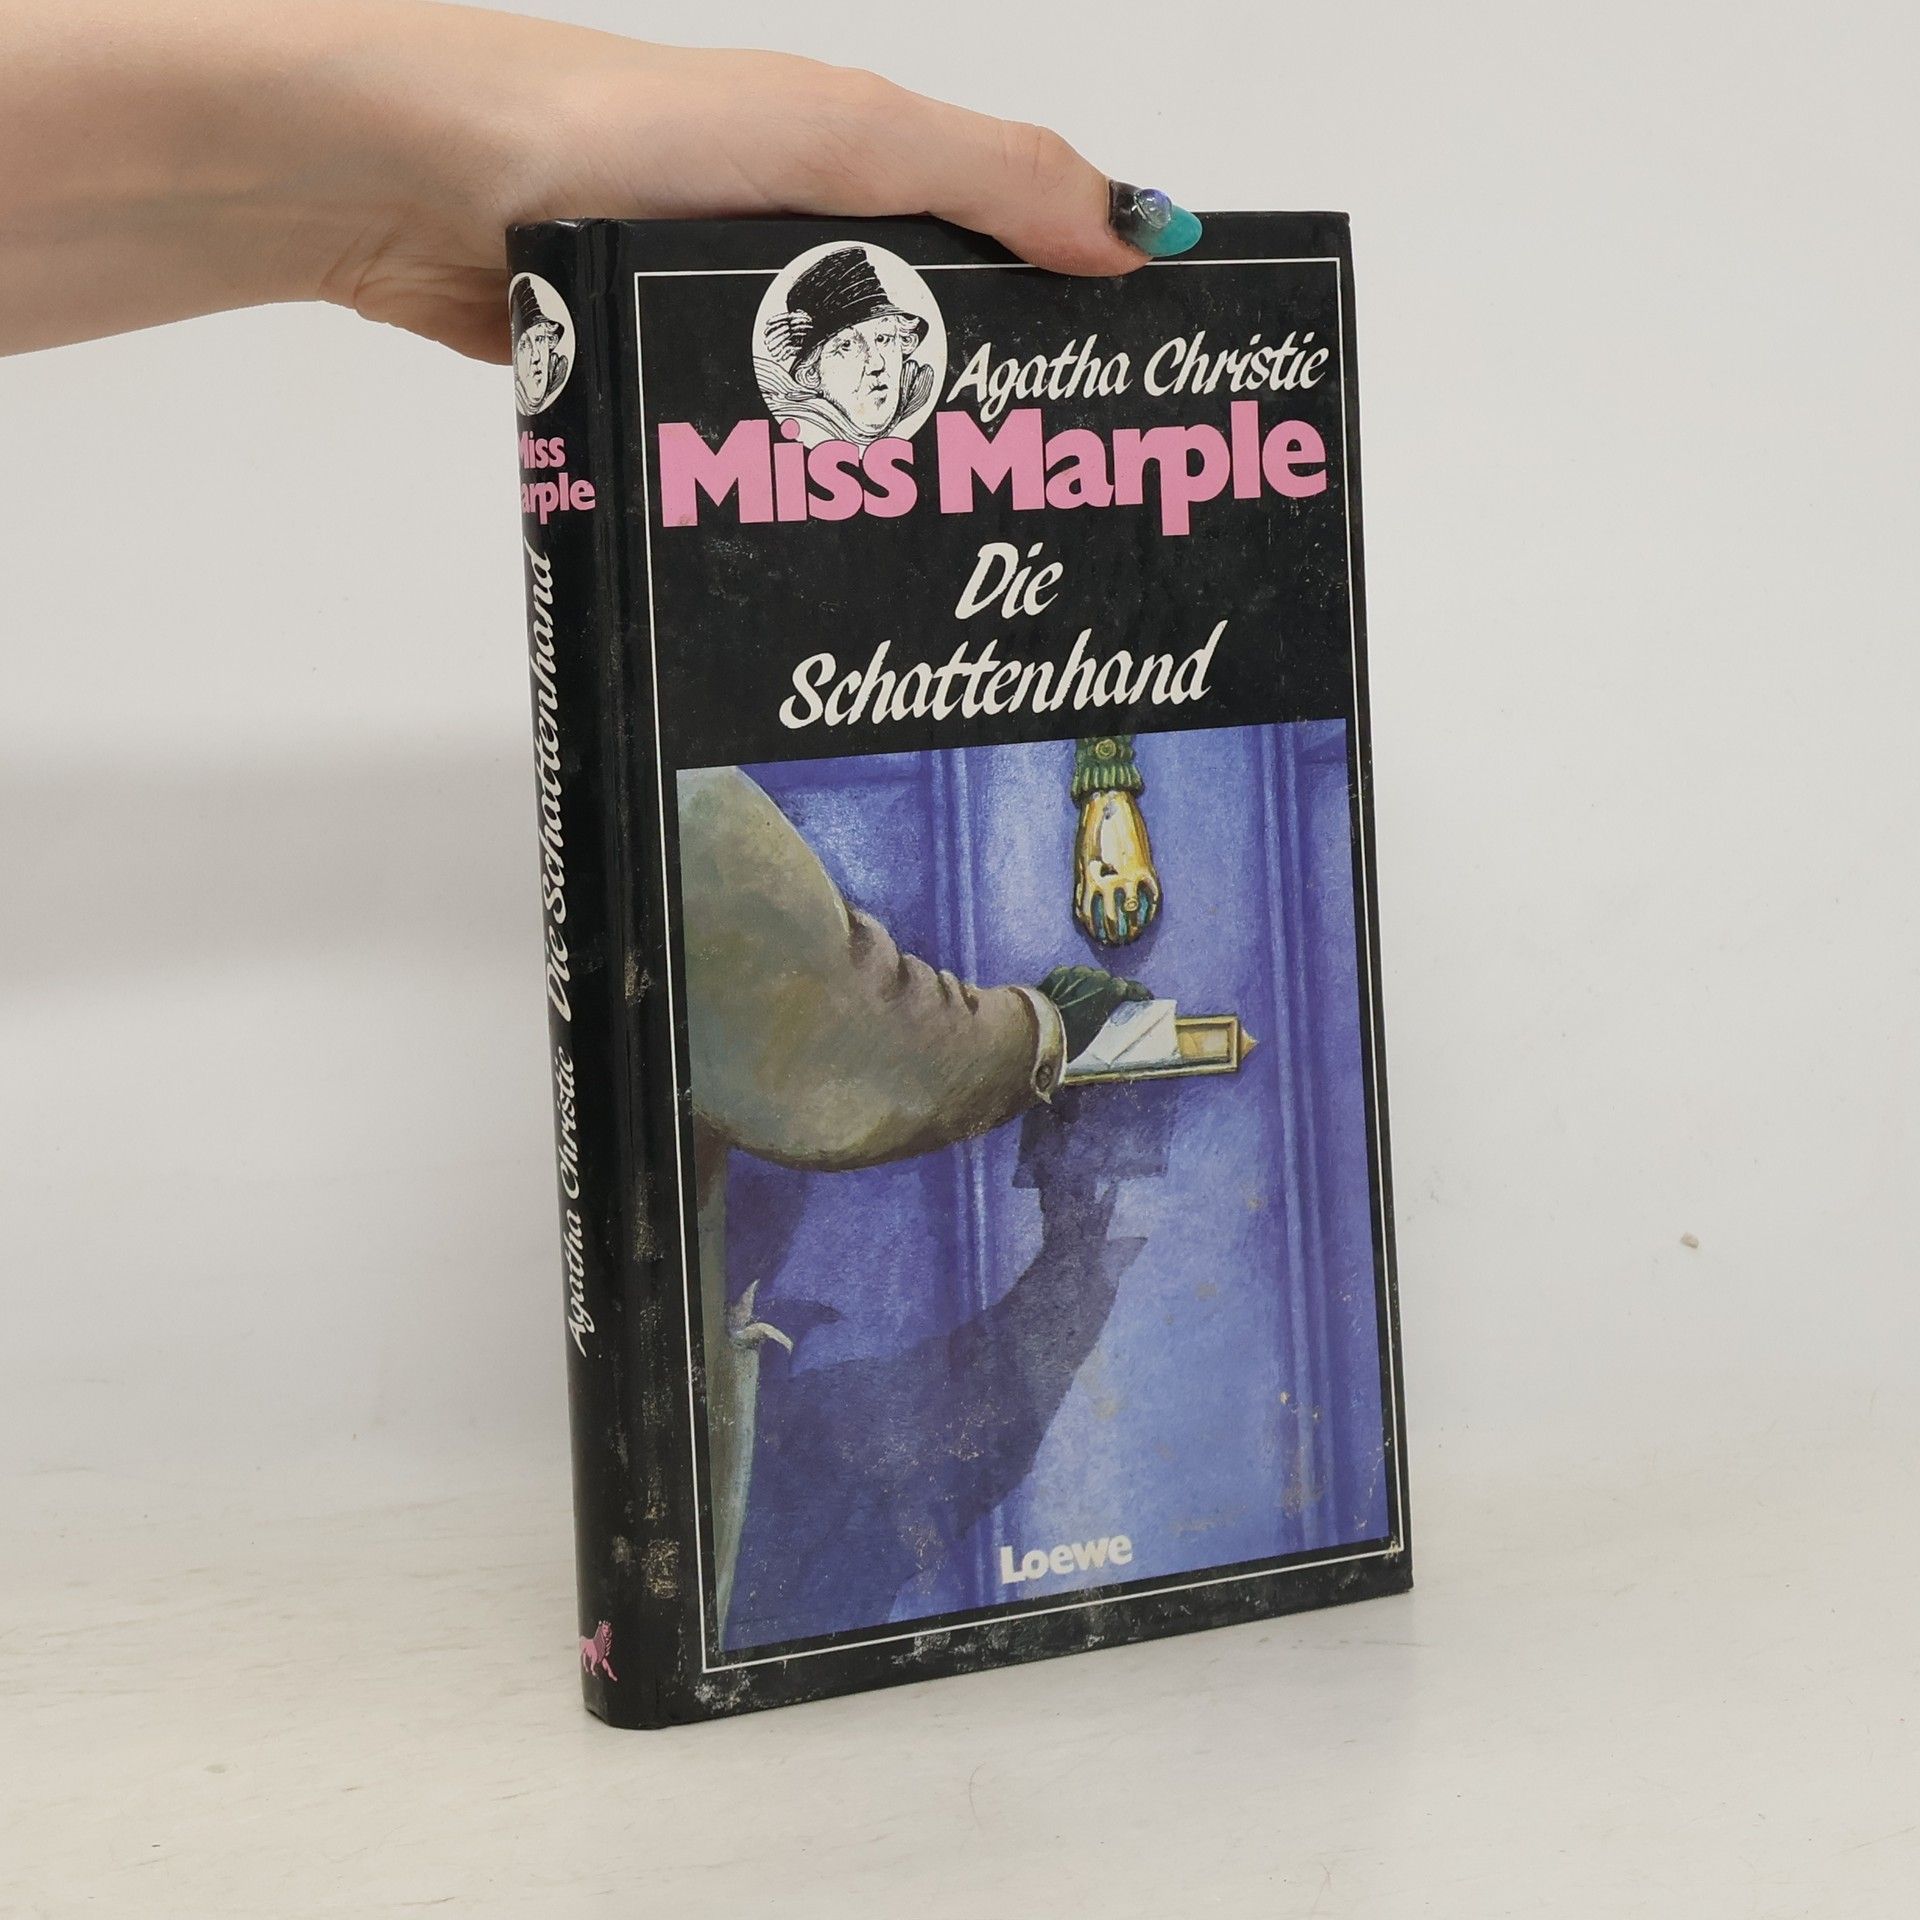 Agatha Christie
Miss Marple
Die
Schattenhand
Loewe
Miss
Marple
Agatha Christie Die Schattenhand